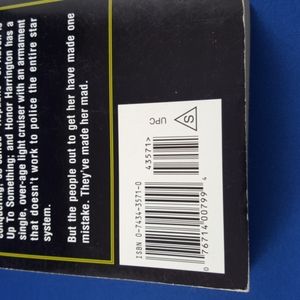 Up To Something; and Honor Harrington has a
single, over-age light cruiser with an armament
that doesn't work to police the entire star
system.
But the people out to get her have made one
mistake. They've made her mad.
S
UPC
43571>
ISBN 0-7434-3571-0
0 76714 00799 4